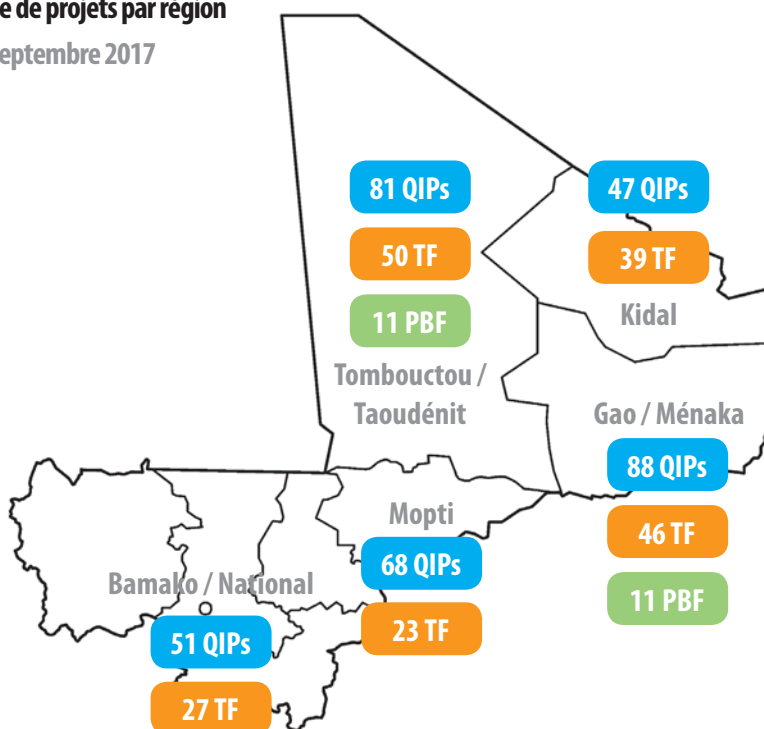 e de projets par région
eptembre 2017
81 QIPs
50 TF
11 PBF
Tombouctou /
Taoudénit
47 QIPs
39 TF
Kidal
Gao / Ménaka
88 QIPs
46 TF
11 PBF
Mopti
68 QIPs
23 TF
Bamako / National
51 QIPs
27 TF